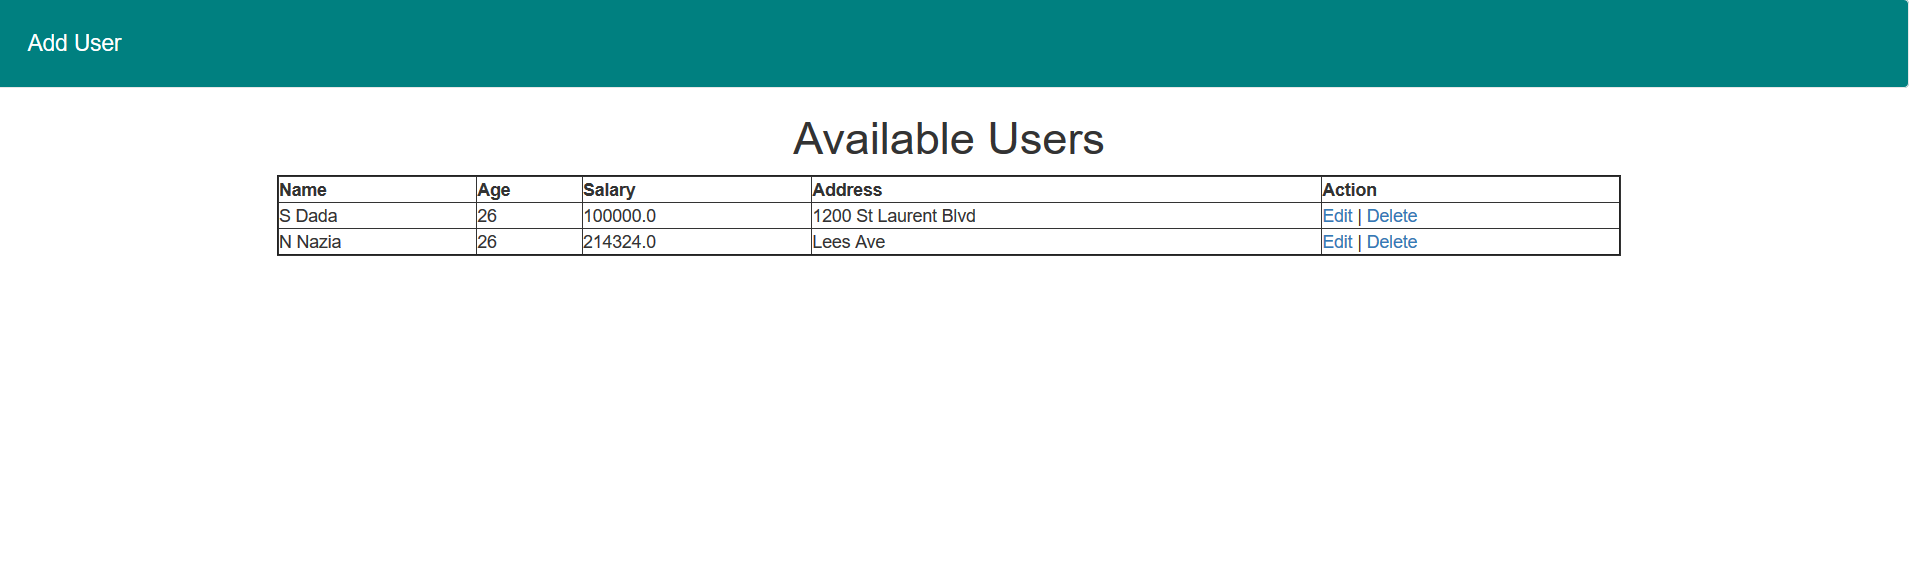 Add User
Available Users
Name Age Salary Address Action
S Dada 26 100000.0 1200 St Laurent Blvd Edit | Delete
N Nazia 26 214324.0 Lees Ave Edit | Delete